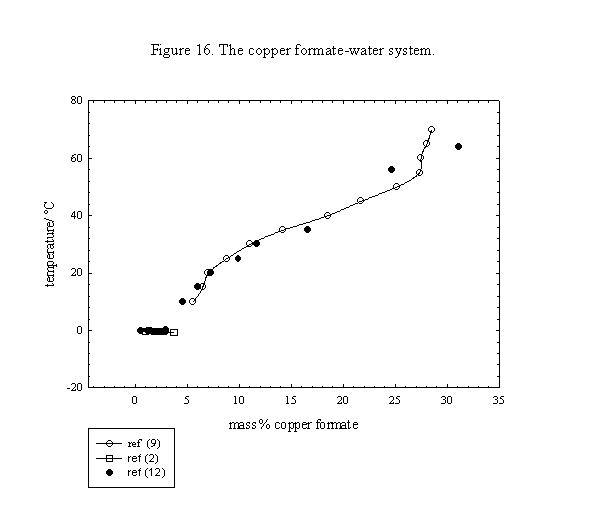 Figure 16. The copper formate-water system.
80
60
40
20
0
-20
temperature/ °C
0 5 10 15 20 25 30 35
mass% copper formate
ref (9)
ref (2)
ref (12)